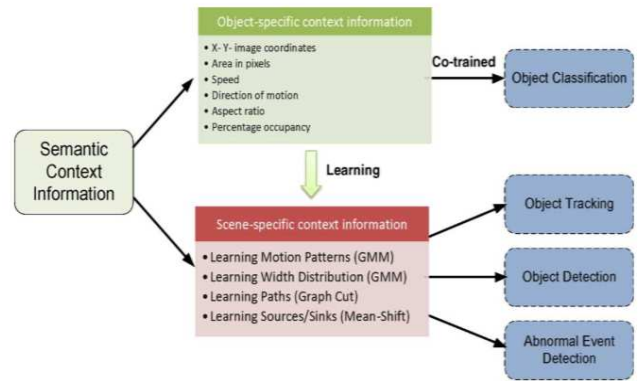 Object-specific context information
• X- Y- image coordinates
• Area in pixels
• Speed
• Direction of motion
• Aspect ratio
• Percentage occupancy
Co-trained
Object Classification
Semantic
Context
Information
Learning
Scene-specific context information
• Learning Motion Patterns (GMM)
• Learning Width Distribution (GMM)
• Learning Paths (Graph Cut)
• Learning Sources/Sinks (Mean-Shift)
Object Tracking
Object Detection
Abnormal Event
Detection